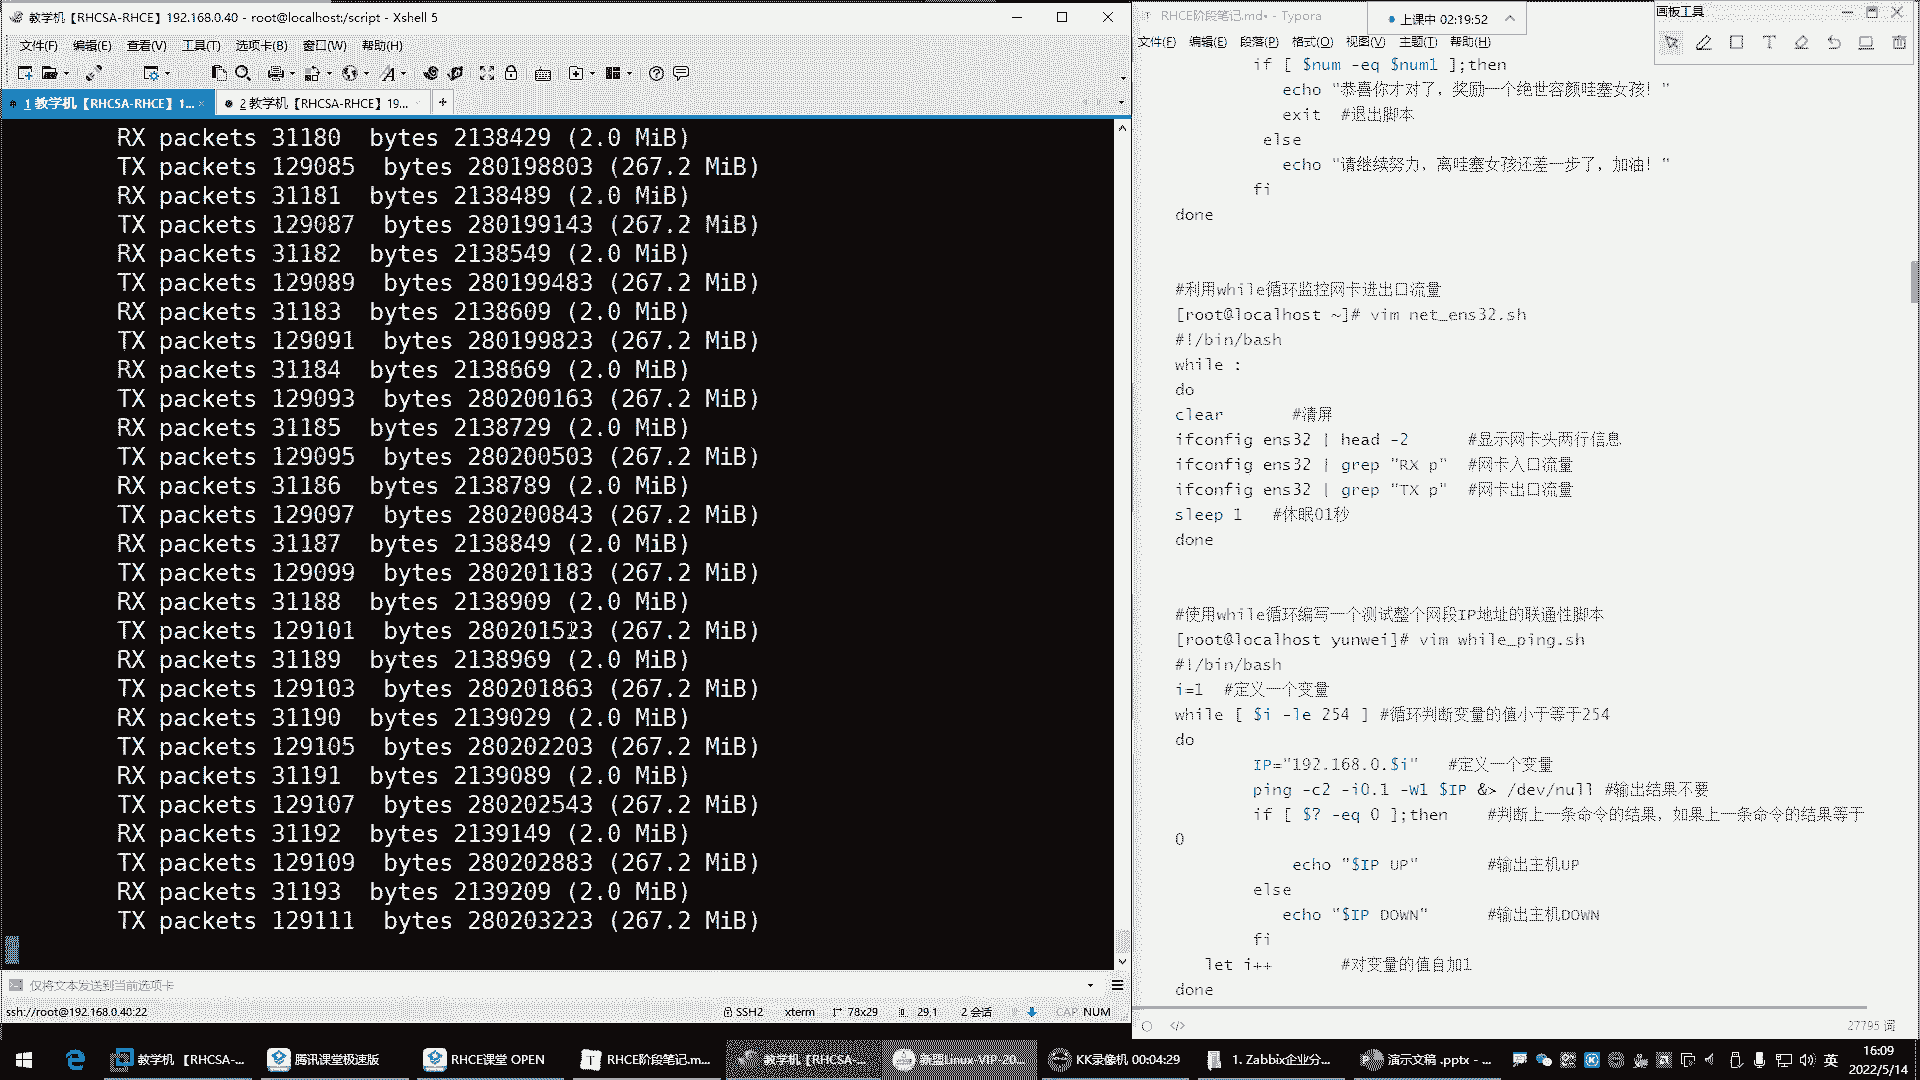 教学机【RHCSA-RHCE】192.168.0.40 - root@localhost:/script - Xshell 5
文件(F) 编辑(E) 查看(V) 工具(T) 选项卡(B) 窗口(W) 帮助(H)
1 教学机【RHCSA-RHCE】1...
2 教学机【RHCSA-RHCE】19...
RX packets 31180  bytes 2138429 (2.0 MiB)
TX packets 129085  bytes 280198803 (267.2 MiB)
RX packets 31181  bytes 2138489 (2.0 MiB)
TX packets 129087  bytes 280199143 (267.2 MiB)
RX packets 31182  bytes 2138549 (2.0 MiB)
TX packets 129089  bytes 280199483 (267.2 MiB)
RX packets 31183  bytes 2138609 (2.0 MiB)
TX packets 129091  bytes 280199823 (267.2 MiB)
RX packets 31184  bytes 2138669 (2.0 MiB)
TX packets 129093  bytes 280200163 (267.2 MiB)
RX packets 31185  bytes 2138729 (2.0 MiB)
TX packets 129095  bytes 280200503 (267.2 MiB)
RX packets 31186  bytes 2138789 (2.0 MiB)
TX packets 129097  bytes 280200843 (267.2 MiB)
RX packets 31187  bytes 2138849 (2.0 MiB)
TX packets 129099  bytes 280201183 (267.2 MiB)
RX packets 31188  bytes 2138909 (2.0 MiB)
TX packets 129101  bytes 280201523 (267.2 MiB)
RX packets 31189  bytes 2138969 (2.0 MiB)
TX packets 129103  bytes 280201863 (267.2 MiB)
RX packets 31190  bytes 2139029 (2.0 MiB)
TX packets 129105  bytes 280202203 (267.2 MiB)
RX packets 31191  bytes 2139089 (2.0 MiB)
TX packets 129107  bytes 280202543 (267.2 MiB)
RX packets 31192  bytes 2139149 (2.0 MiB)
TX packets 129109  bytes 280202883 (267.2 MiB)
RX packets 31193  bytes 2139209 (2.0 MiB)
TX packets 129111  bytes 280203223 (267.2 MiB)
仅将文本发送到当前选项卡
ssh://root@192.168.0.40:22 SSH2 xterm 78x29 29,1 2 会话 CAP NUM
RHCE阶段笔记.md• - Typora
上课中 02:19:52
画板工具
文件(F) 编辑(E) 段落(P) 格式(O) 视图(V) 主题(T) 帮助(H)
if [ $num -eq $num1 ];then
echo "恭喜你才对了，奖励一个绝世容颜哇塞女孩！"
exit  #退出脚本
else
echo "请继续努力，离哇塞女孩还差一步了，加油！"
fi
done
#利用while循环监控网卡进出口流量
[root@localhost ~]# vim net_ens32.sh
#!/bin/bash
while :
do
clear       #清屏
ifconfig ens32 | head -2      #显示网卡头两行信息
ifconfig ens32 | grep "RX p"  #网卡入口流量
ifconfig ens32 | grep "TX p"  #网卡出口流量
sleep 1   #休眠01秒
done
#使用while循环编写一个测试整个网段IP地址的联通性脚本
[root@localhost yunwei]# vim while_ping.sh
#!/bin/bash
i=1  #定义一个变量
while [ $i -le 254 ] #循环判断变量的值小于等于254
do
IP="192.168.0.$i"   #定义一个变量
ping -c2 -i0.1 -W1 $IP &> /dev/null #输出结果不要
if [ $? -eq 0 ];then    #判断上一条命令的结果，如果上一条命令的结果等于
0
echo "$IP UP"       #输出主机UP
else
echo "$IP DOWN"      #输出主机DOWN
fi
let i++       #对变量的值自加1
done
27795 词
教学机 【RHCSA-...
腾讯课堂极速版
RHCE课堂 OPEN
RHCE阶段笔记.m...
教学机【RHCSA-...
新盟Linux-VIP-20...
KK录像机 00:04:29
1. Zabbix企业分...
演示文稿 .pptx - ...
英
16:09
2022/5/14